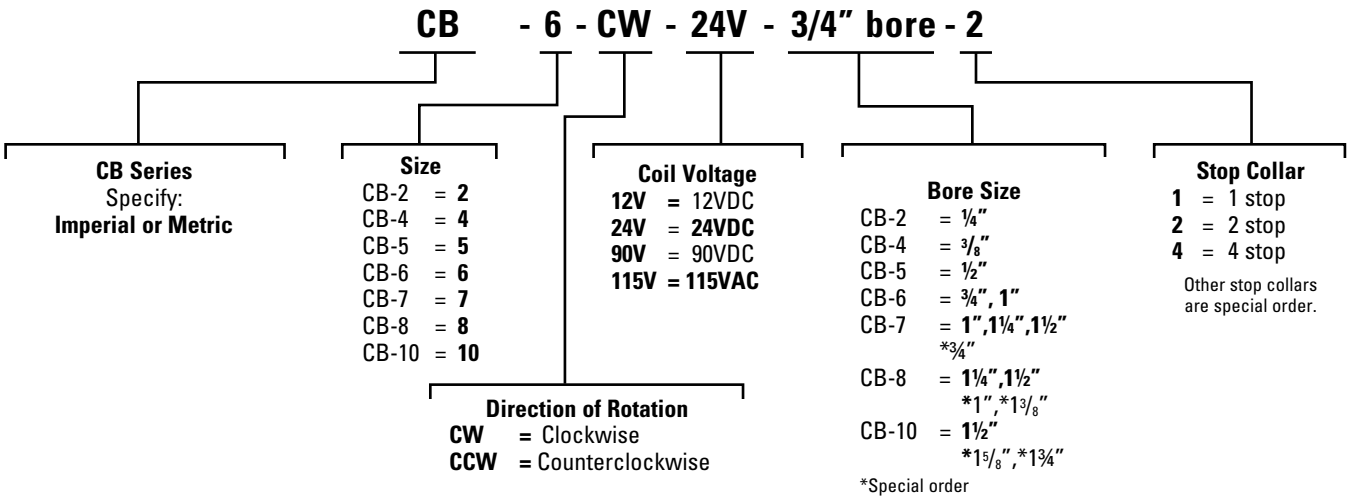 CB - 6 - CW - 24V - 3/4" bore - 2
CB Series
Specify:
Imperial or Metric
Size
CB-2 = 2
CB-4 = 4
CB-5 = 5
CB-6 = 6
CB-7 = 7
CB-8 = 8
CB-10 = 10
Direction of Rotation
CW = Clockwise
CCW = Counterclockwise
Coil Voltage
12V = 12VDC
24V = 24VDC
90V = 90VDC
115V = 115VAC
Bore Size
CB-2 = ¼"
CB-4 = ³/₈"
CB-5 = ½"
CB-6 = ¾", 1"
CB-7 = 1",1¼",1½"
*¾"
CB-8 = 1¼",1½"
*1",*1³/₈"
CB-10 = 1½"
*1⁵/₈",*1¾"
*Special order
Stop Collar
1 = 1 stop
2 = 2 stop
4 = 4 stop
Other stop collars
are special order.